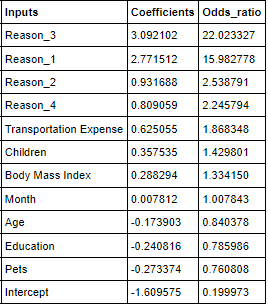 Inputs Coefficients Odds_ratio
Reason_3 3.092102 22.023327
Reason_1 2.771512 15.982778
Reason_2 0.931688 2.538791
Reason_4 0.809059 2.245794
Transportation Expense 0.625055 1.868348
Children 0.357535 1.429801
Body Mass Index 0.288294 1.334150
Month 0.007812 1.007843
Age -0.173903 0.840378
Education -0.240816 0.785986
Pets -0.273374 0.760808
Intercept -1.609575 0.199973